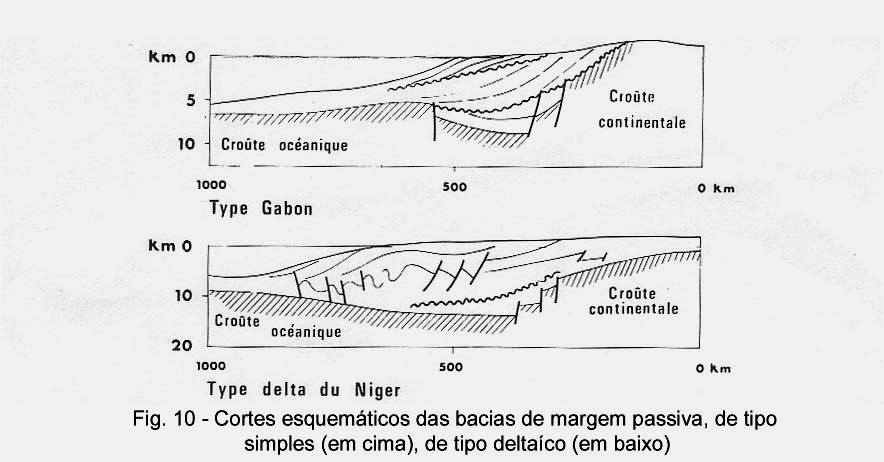 Km 0
5
10
Croûte
continentale
Croûte océanique
1000 500 0 Km
Type Gabon
Km 0
10
20
Croûte
continentale
Croûte
océanique
1000 500 0 Km
Type delta du Niger
Fig. 10 - Cortes esquemáticos das bacias de margem passiva, de tipo
simples (em cima), de tipo deltaíco (em baixo)